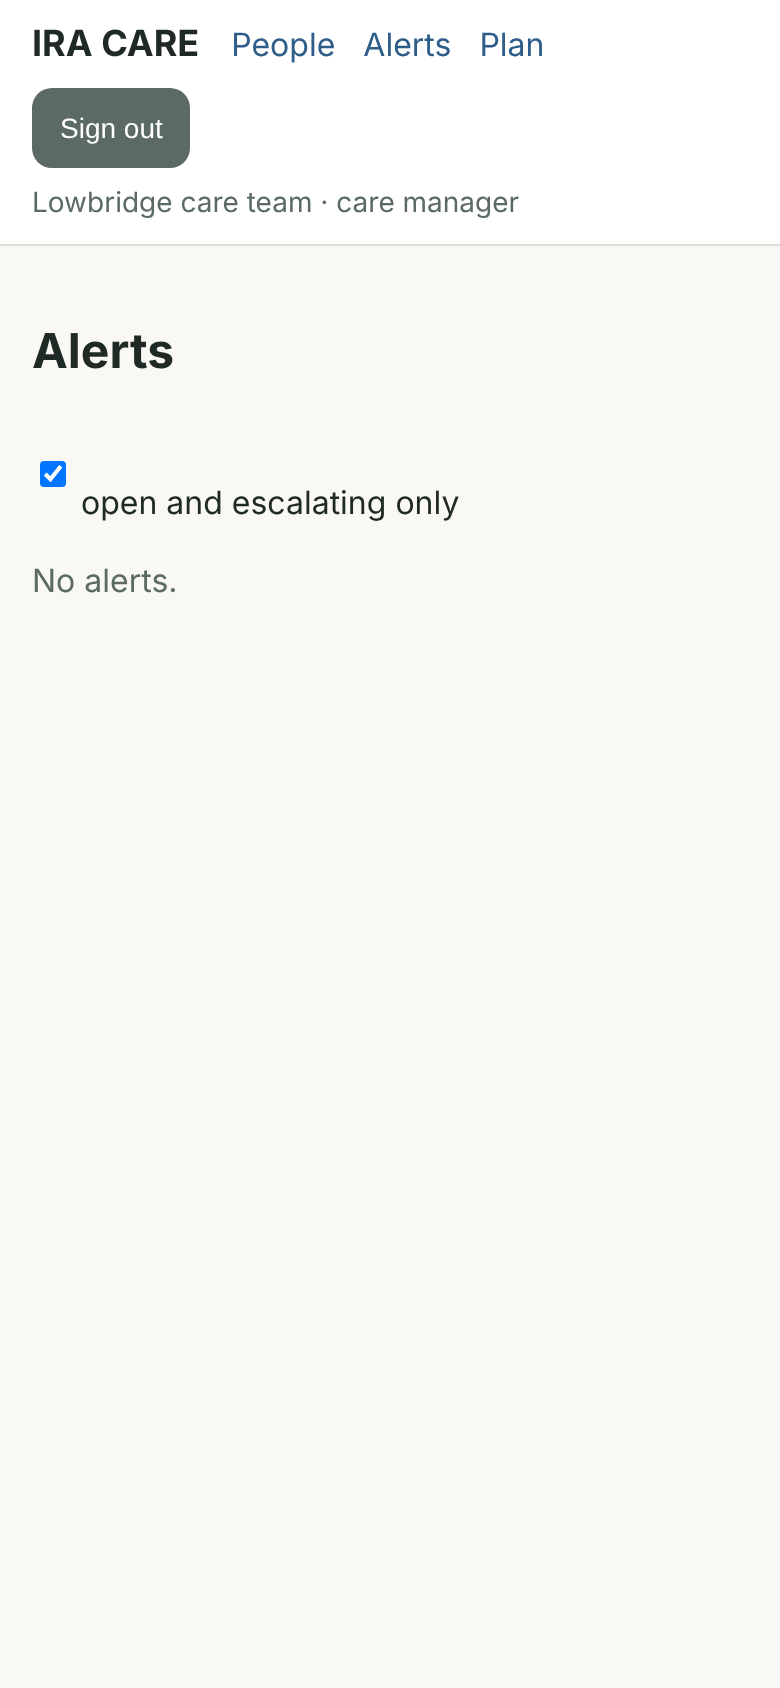 IRA CARE People Alerts Plan
Sign out
Lowbridge care team · care manager
Alerts
open and escalating only
No alerts.